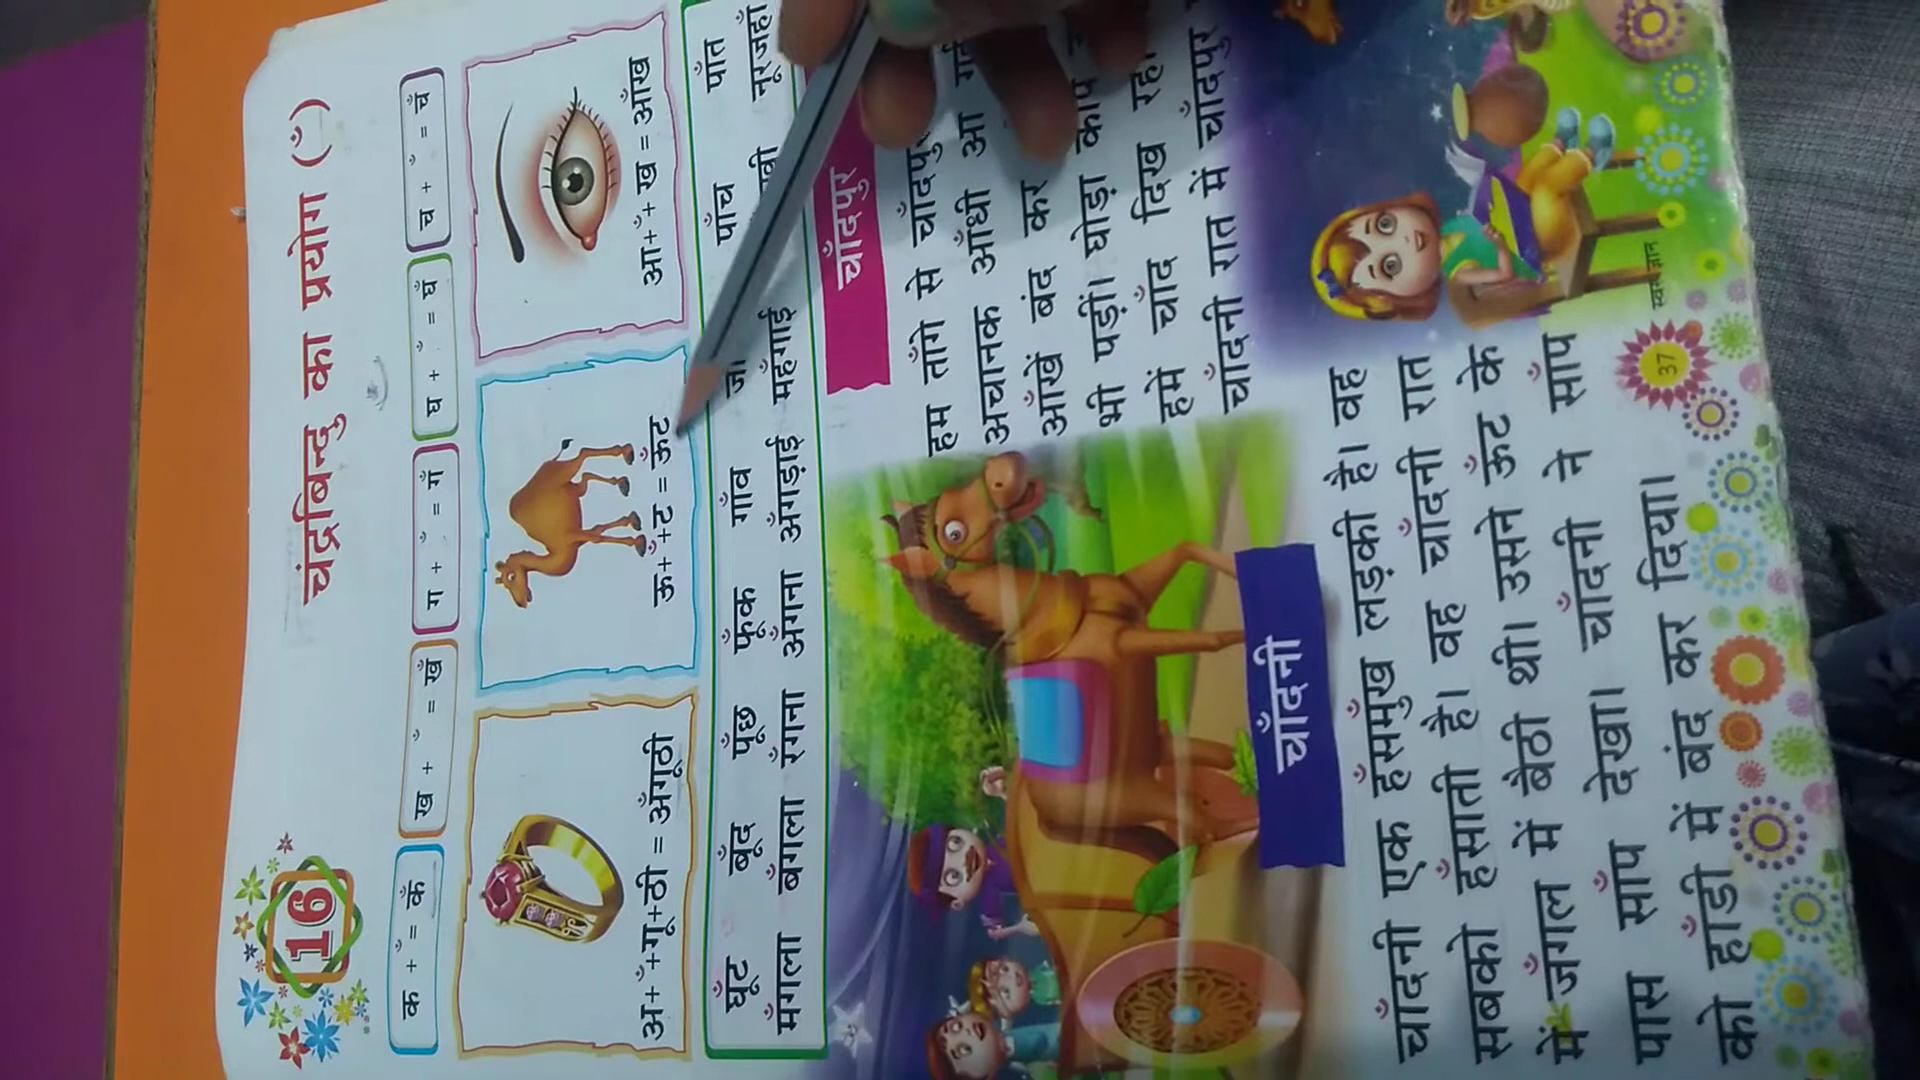 16
चंद्रबिन्दु का प्रयोग (ँ)
क + ँ = कँ
ख + ँ = खँ
ग + ँ = गँ
घ + ँ = घँ
च + ँ = चँ
अ+ँ+गू+ठी = अँगूठी
ऊ+ँ+ट = ऊँट
आ+ँ+ख = आँख
घूँट बूँद पूँछ फूँक गाँव पाँच पाँत
मँगला बँगला रँगना अँगना अँगड़ाई महँगाई नूरजहाँ
चाँदपुर
हम ताँगे से चाँदपुर
अचानक आँधी आ
आँखें बंद कर
भी पड़ीं। घोड़ा काँप
हमें चाँद दिख
चाँदनी रात में चाँदपुर
चाँदनी
चाँदनी एक हँसमुख लड़की है। वह
सबको हँसाती है। वह चाँदनी रात
में जँगल में बैठी थी। उसने ऊँट के
पास साँप देखा। चाँदनी ने साँप
को हाँडी में बंद कर दिया।
37